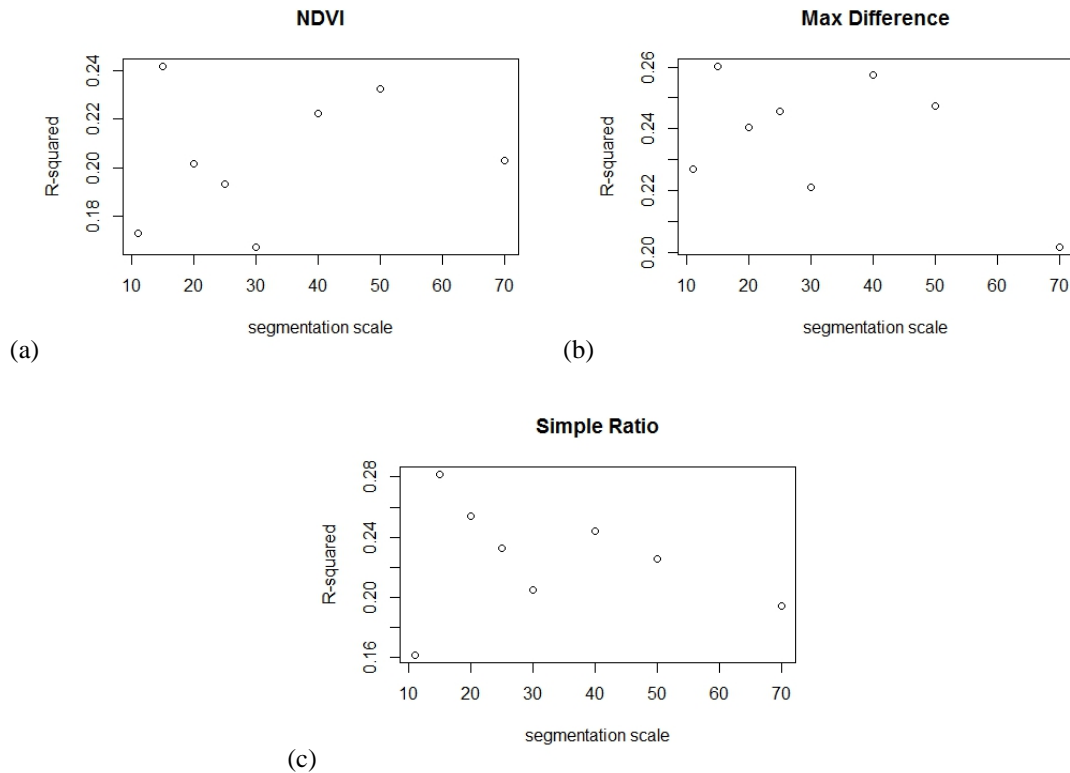 NDVI
R-squared
0.24
0.22
0.20
0.18
10 20 30 40 50 60 70
segmentation scale
(a)
Max Difference
R-squared
0.26
0.24
0.22
0.20
10 20 30 40 50 60 70
segmentation scale
(b)
Simple Ratio
R-squared
0.28
0.24
0.20
0.16
10 20 30 40 50 60 70
segmentation scale
(c)